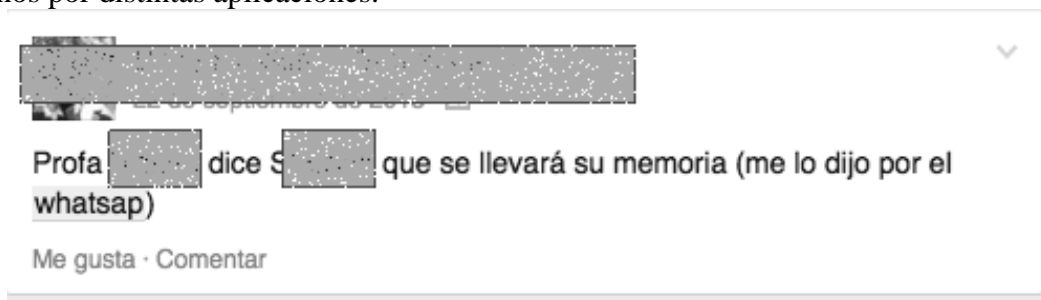 por distintas aplicaciones.
Profa dice que se llevará su memoria (me lo dijo por el
whatsap)
Me gusta · Comentar